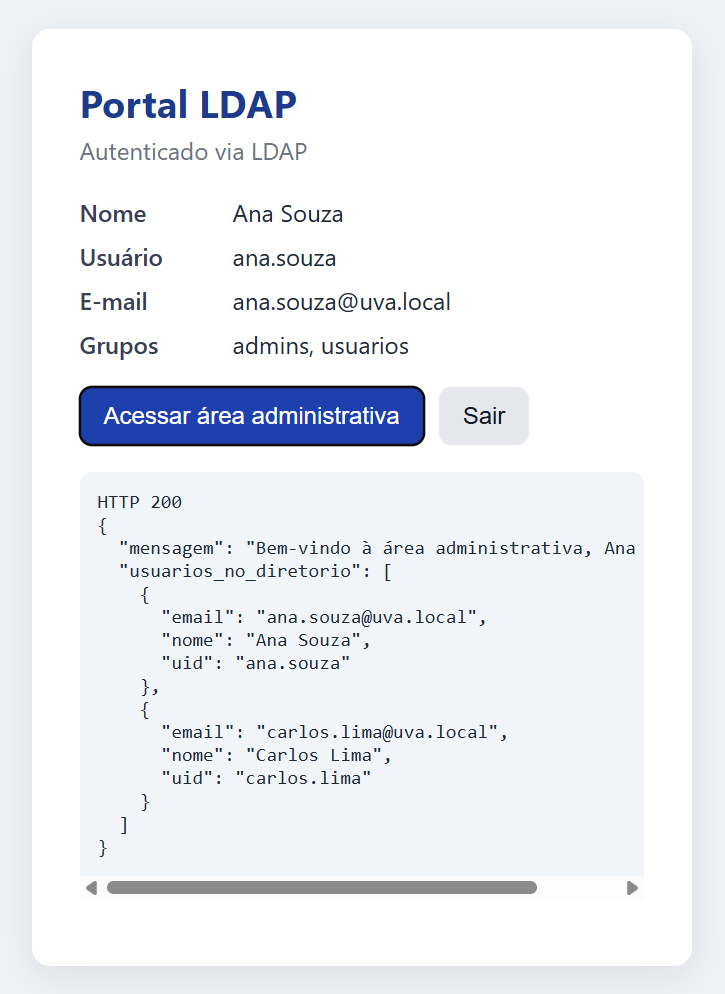 Portal LDAP
Autenticado via LDAP
Nome Ana Souza
Usuário ana.souza
E-mail ana.souza@uva.local
Grupos admins, usuarios
Acessar área administrativa Sair
HTTP 200
{
  "mensagem": "Bem-vindo à área administrativa, Ana
  "usuarios_no_diretorio": [
    {
      "email": "ana.souza@uva.local",
      "nome": "Ana Souza",
      "uid": "ana.souza"
    },
    {
      "email": "carlos.lima@uva.local",
      "nome": "Carlos Lima",
      "uid": "carlos.lima"
    }
  ]
}